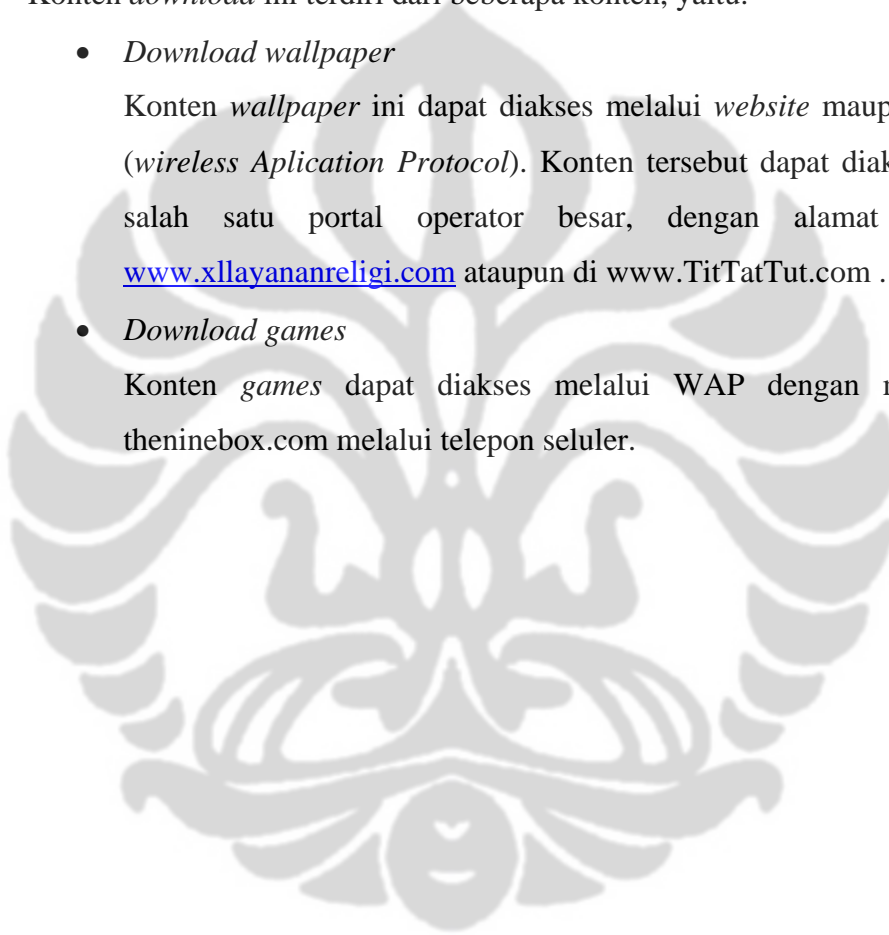 Konten download ini terdiri dari beberapa konten, yaitu:
• Download wallpaper
Konten wallpaper ini dapat diakses melalui website
(wireless Aplication Protocol). Konten tersebut dapat
salah satu portal operator besar, dengan alamat
www.xllayananreligi.com ataupun di www.TitTatTut.com .
• Download games
Konten games dapat diakses melalui WAP dengan
theninebox.com melalui telepon seluler.